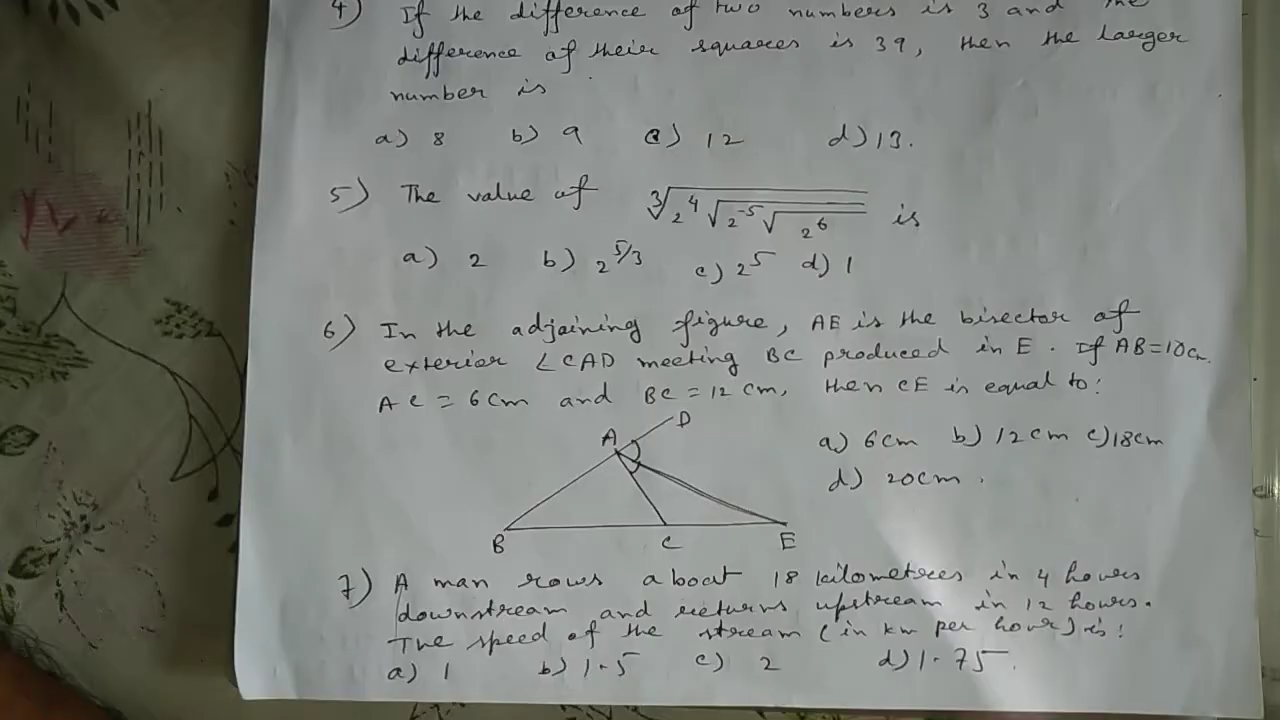 4) If the difference of two numbers is 3 and the
difference of their squares is 39, then the larger
number is
a) 8 b) 9 c) 12 d) 13.
5) The value of ∛(2⁴√(2⁻⁵√(2⁶))) is
a) 2 b) 2^5/3 c) 2⁵ d) 1
6) In the adjaining figure, AE is the bisector of
exterior ∠CAD meeting BC produced in E. If AB=10cm.
AC = 6cm and BC = 12 cm, then CE is equal to:
a) 6cm b) 12cm c) 18cm
d) 20cm.
D
A
B C E
7) A man rows a boat 18 kilometres in 4 hours
downstream and returns upstream in 12 hours.
The speed of the stream (in km per hour) is:
a) 1 b) 1.5 c) 2 d) 1.75.